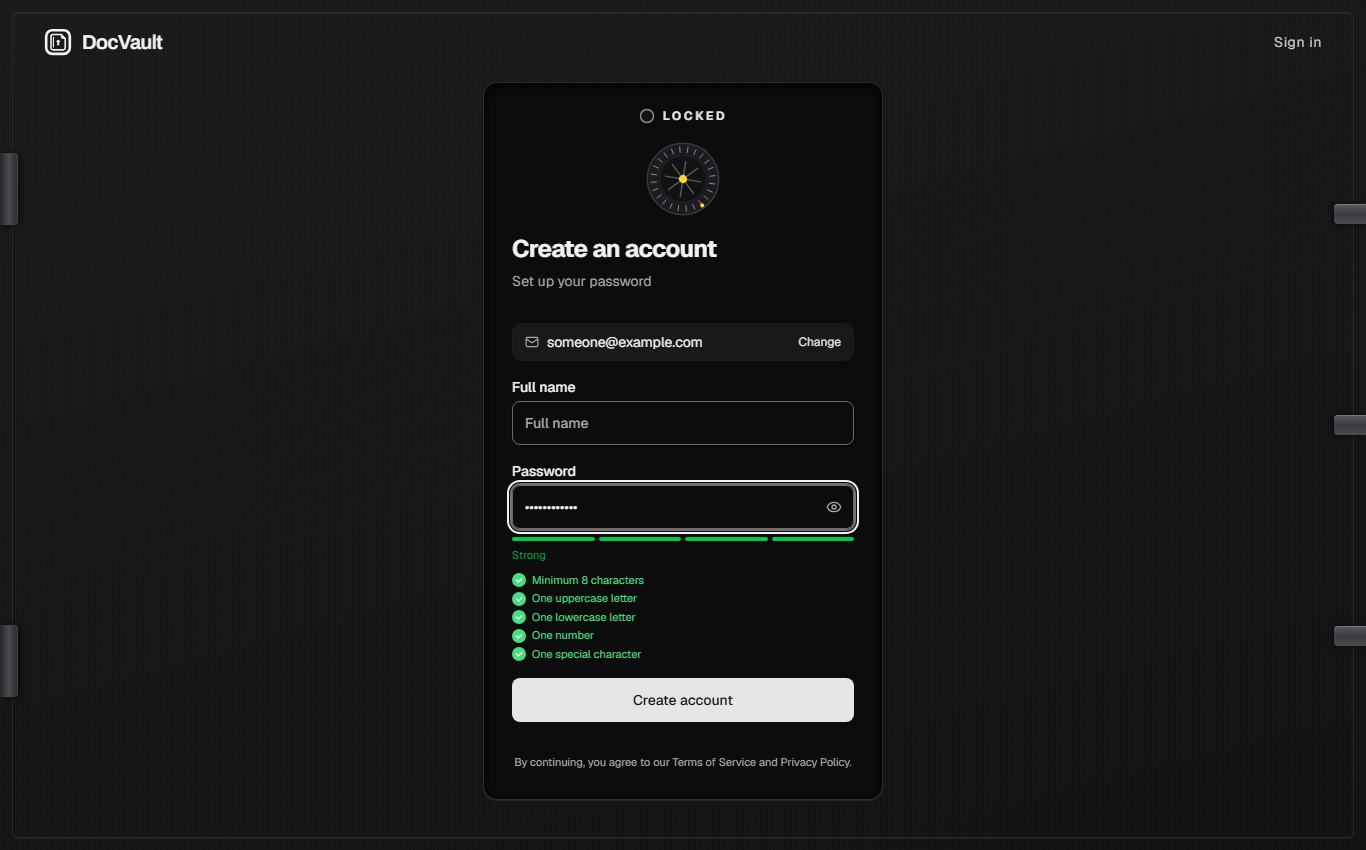 DocVault
Sign in
LOCKED
Create an account
Set up your password
someone@example.com
Change
Full name
Full name
Password
••••••••••••
Strong
Minimum 8 characters
One uppercase letter
One lowercase letter
One number
One special character
Create account
By continuing, you agree to our Terms of Service and Privacy Policy.